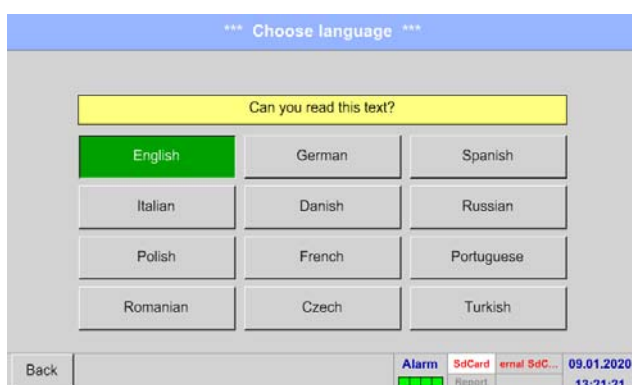 *** Choose language ***
Can you read this text?
English German Spanish
Italian Danish Russian
Polish French Portuguese
Romanian Czech Turkish
Back Alarm SdCard ernal SdC... 09.01.2020
Report 13:21:21